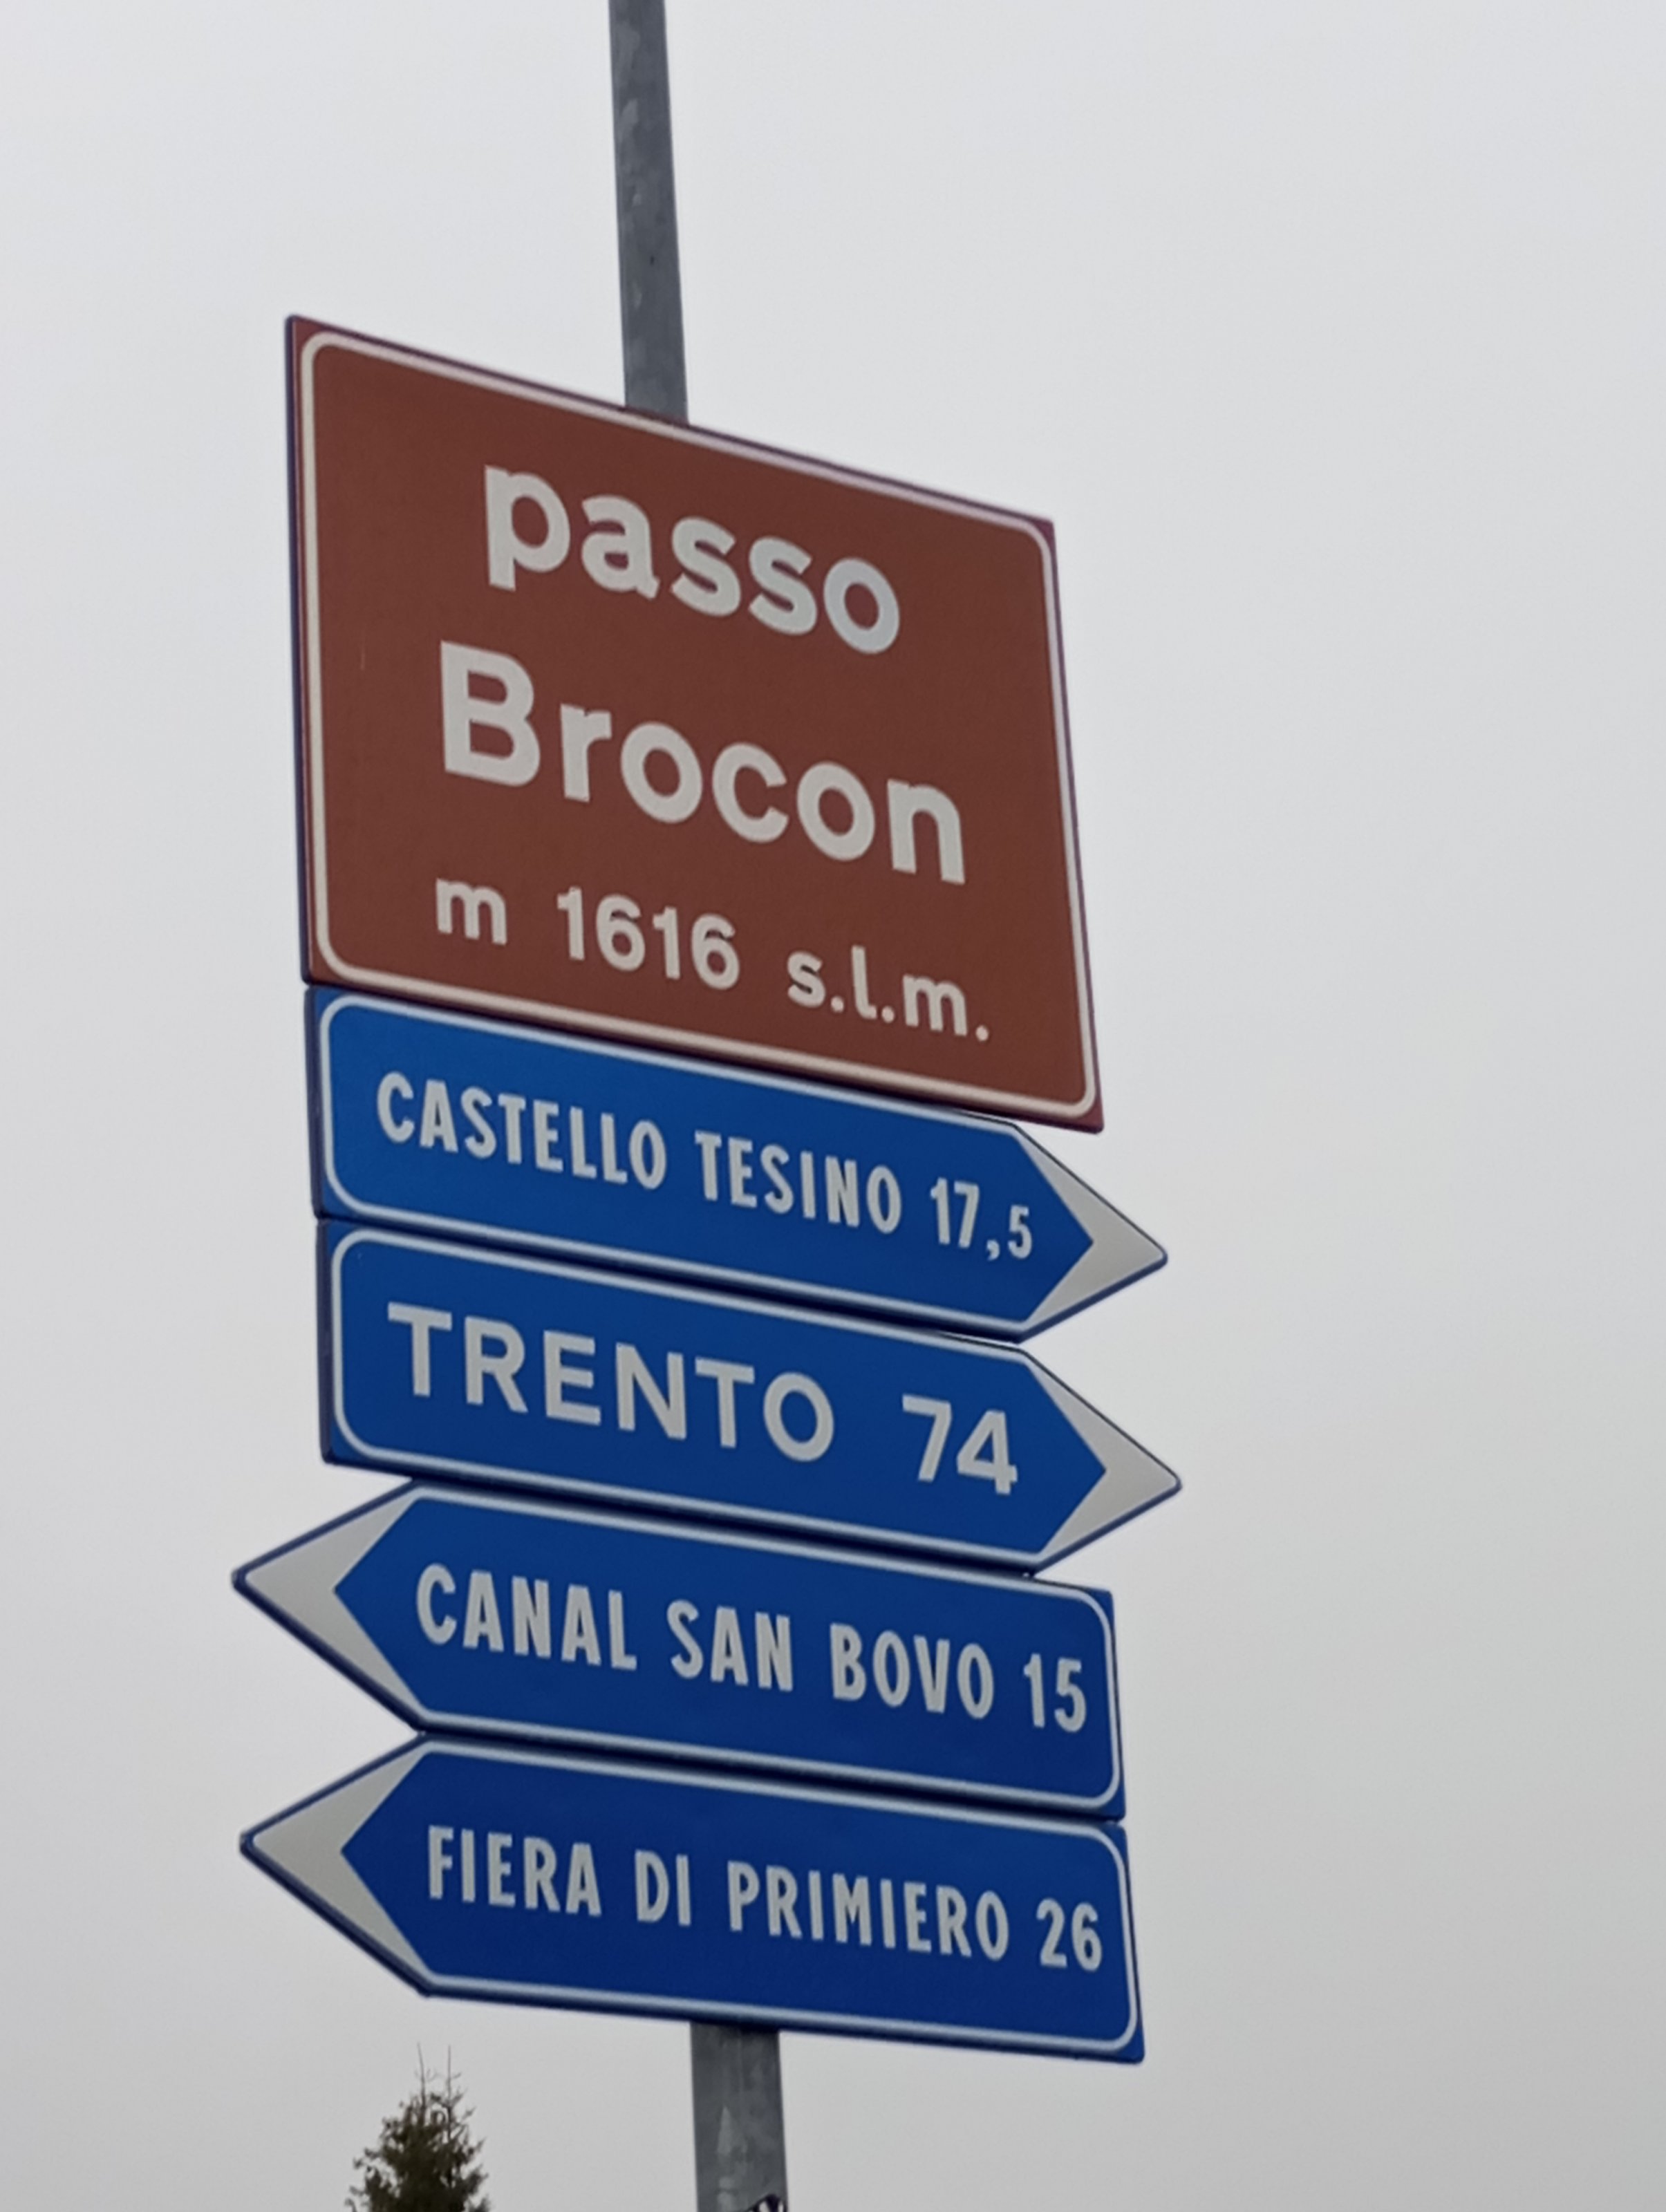 passo
Brocon
m 1616 s.l.m.
CASTELLO TESINO 17,5
TRENTO 74
CANAL SAN BOVO 15
FIERA DI PRIMIERO 26